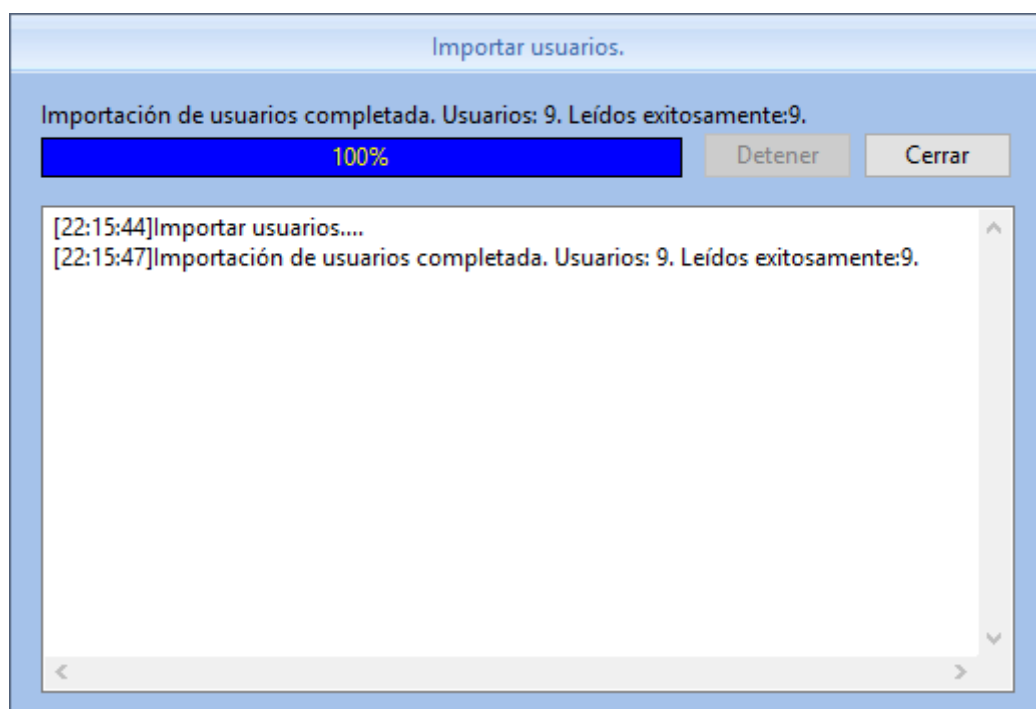 Importar usuarios.
Importación de usuarios completada. Usuarios: 9. Leídos exitosamente:9.
100%
Detener
Cerrar
[22:15:44]Importar usuarios....
[22:15:47]Importación de usuarios completada. Usuarios: 9. Leídos exitosamente:9.